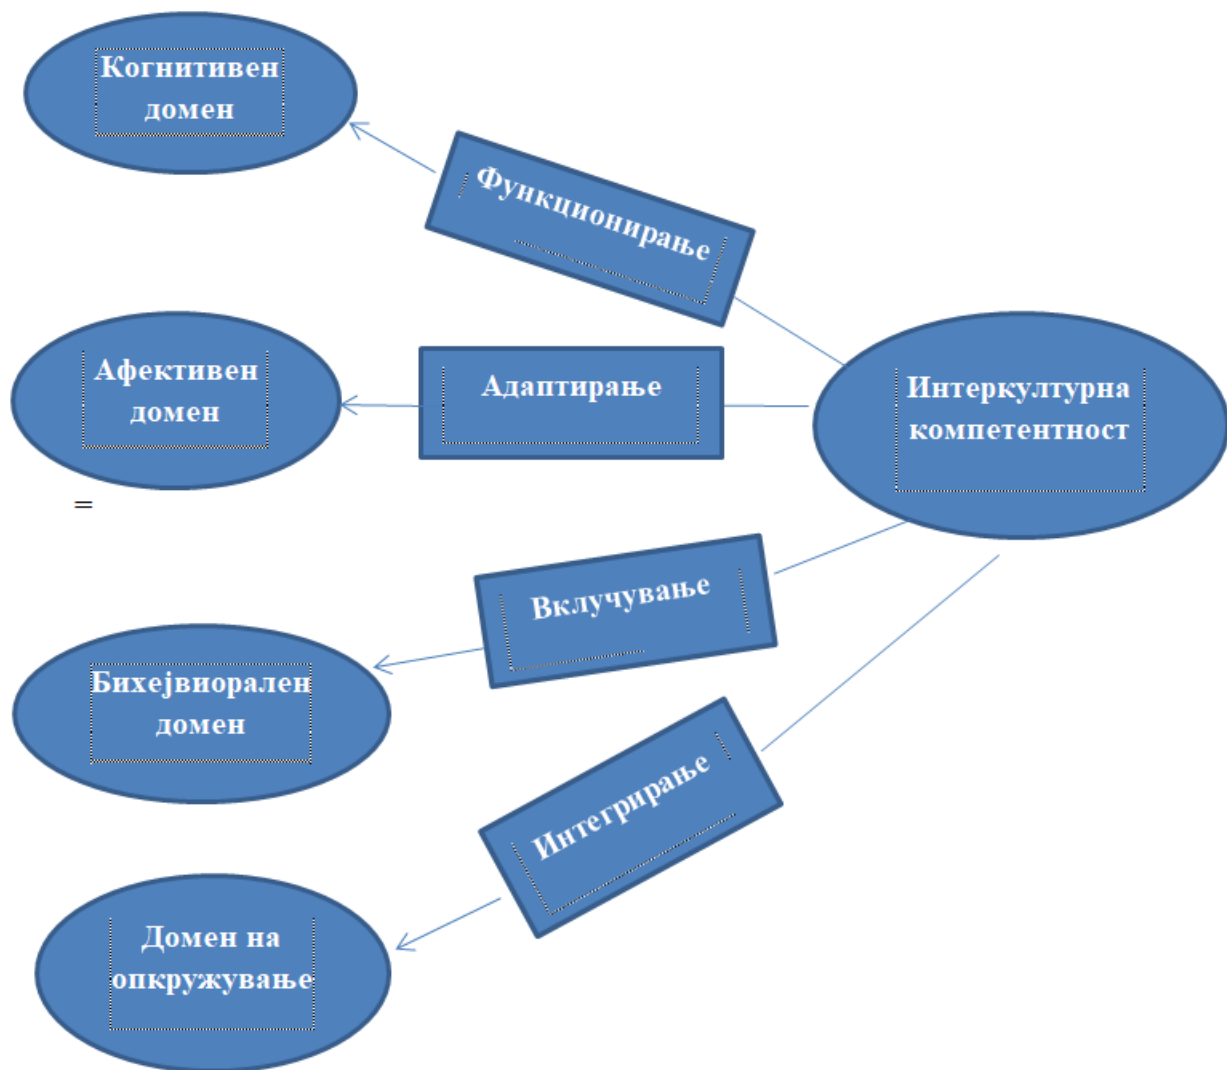 Когнитивен
домен
Функционирање
Афективен
домен
Адаптирање
Интеркултурна
компетентност
=
Вклучување
Бихејвиорален
домен
Интегрирање
Домен на
опкружување